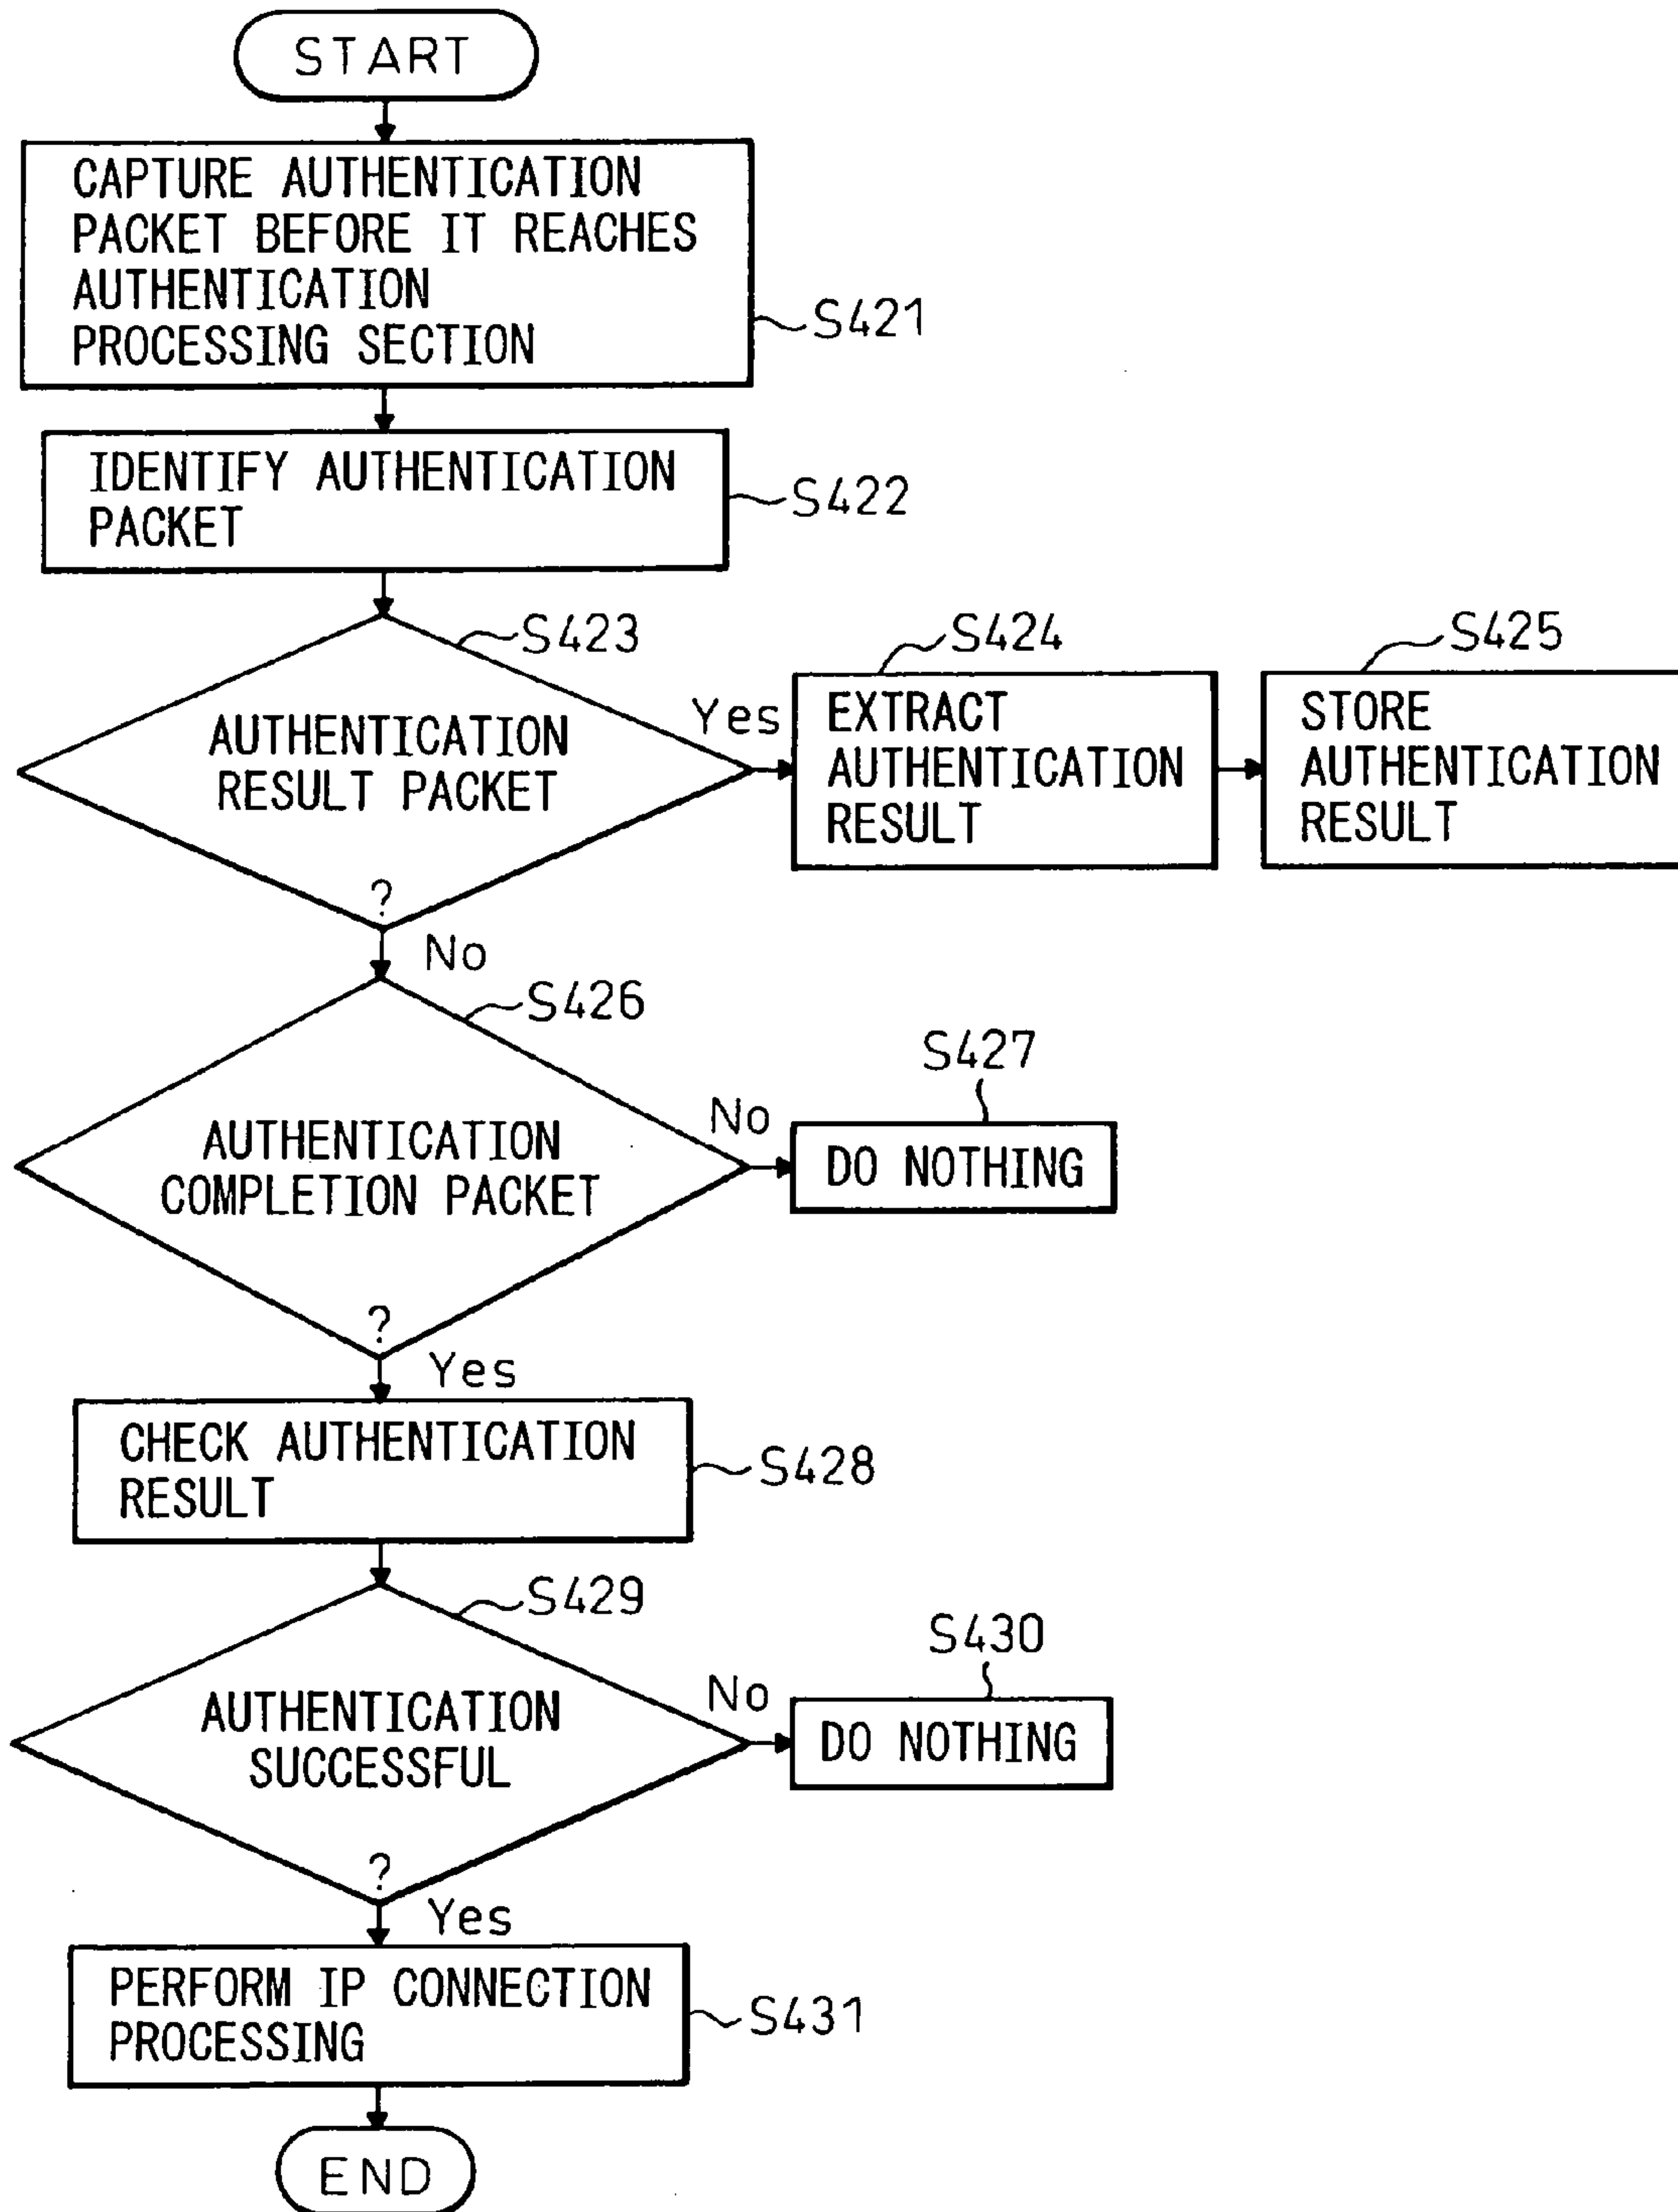 START
CAPTURE AUTHENTICATION
PACKET BEFORE IT REACHES
AUTHENTICATION
PROCESSING SECTION
S421
IDENTIFY AUTHENTICATION
PACKET
S422
S423
AUTHENTICATION
RESULT PACKET
?
Yes
S424
EXTRACT
AUTHENTICATION
RESULT
S425
STORE
AUTHENTICATION
RESULT
No
S426
AUTHENTICATION
COMPLETION PACKET
?
No
S427
DO NOTHING
Yes
CHECK AUTHENTICATION
RESULT
S428
S429
AUTHENTICATION
SUCCESSFUL
?
No
S430
DO NOTHING
Yes
PERFORM IP CONNECTION
PROCESSING
S431
END